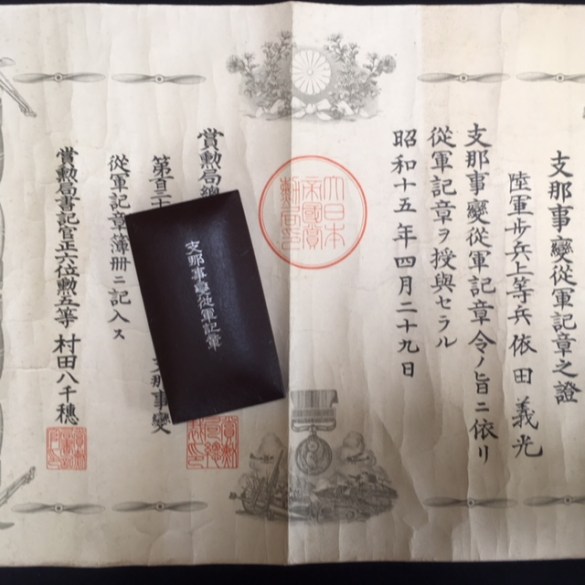 支那事變從軍記章之證
陸軍步兵上等兵 依田義光
支那事變從軍記章令ノ旨ニ依リ
從軍記章ヲ授與セラル
昭和十五年四月二十九日
大日本
帝國賞
勲局印
賞勲局總
第百二十
支那事變
從軍記章簿冊ニ記入ス
賞勲局書記官正六位勲五等 村田八千穗
支那事變從軍記章